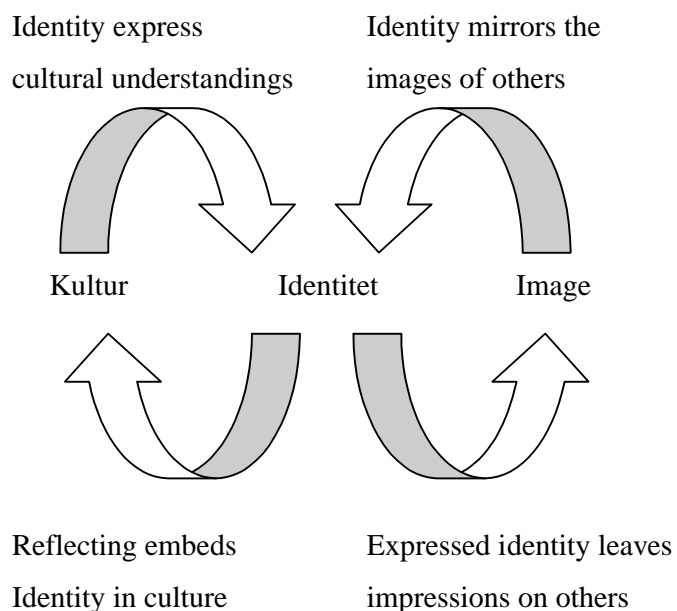 Identity express
cultural understandings
Identity mirrors the
images of others
Kultur
Identitet
Image
Reflecting embeds
Identity in culture
Expressed identity leaves
impressions on others